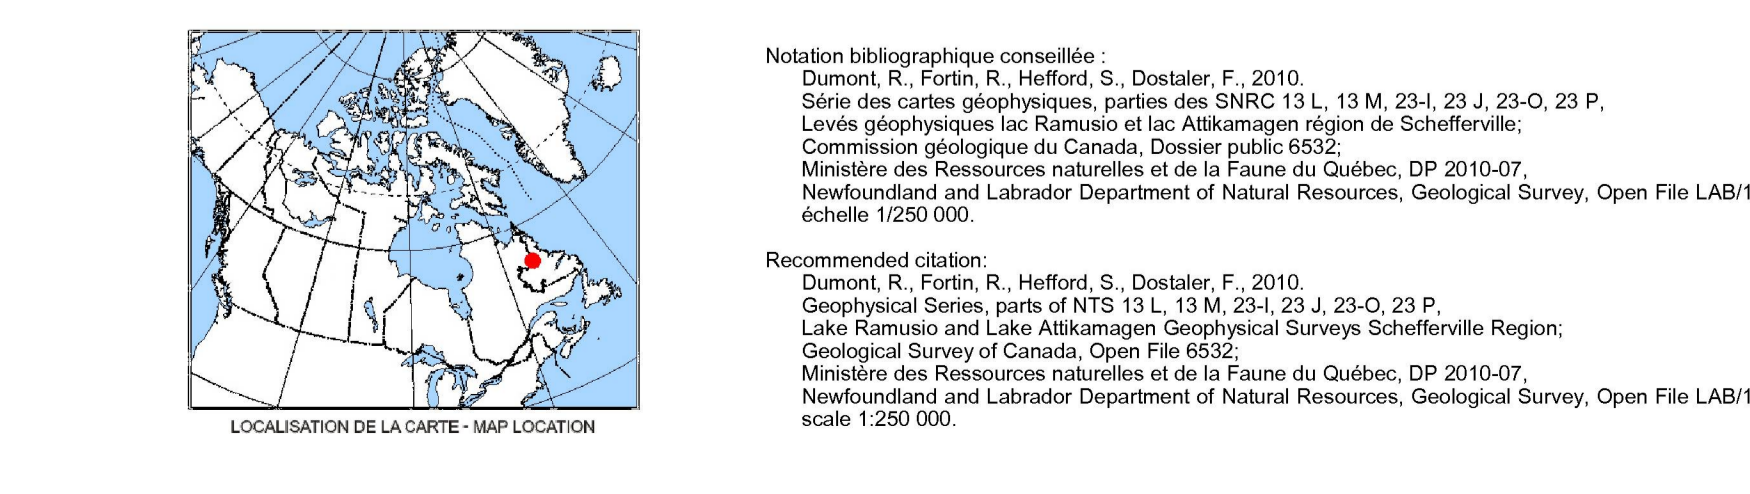 LOCALISATION DE LA CARTE - MAP LOCATION
Notation bibliographique conseillée :
Dumont, R., Fortin, R., Hefford, S., Dostaler, F., 2010.
Série des cartes géophysiques, parties des SNRC 13 L, 13 M, 23-I, 23 J, 23-O, 23 P,
Levés géophysiques lac Ramusio et lac Attikamagen région de Schefferville;
Commission géologique du Canada, Dossier public 6532;
Ministère des Ressources naturelles et de la Faune du Québec, DP 2010-07,
Newfoundland and Labrador Department of Natural Resources, Geological Survey, Open File LAB/1
échelle 1/250 000.
Recommended citation:
Dumont, R., Fortin, R., Hefford, S., Dostaler, F., 2010.
Geophysical Series, parts of NTS 13 L, 13 M, 23-I, 23 J, 23-O, 23 P,
Lake Ramusio and Lake Attikamagen Geophysical Surveys Schefferville Region;
Geological Survey of Canada, Open File 6532;
Ministère des Ressources naturelles et de la Faune du Québec, DP 2010-07,
Newfoundland and Labrador Department of Natural Resources, Geological Survey, Open File LAB/1
scale 1:250 000.